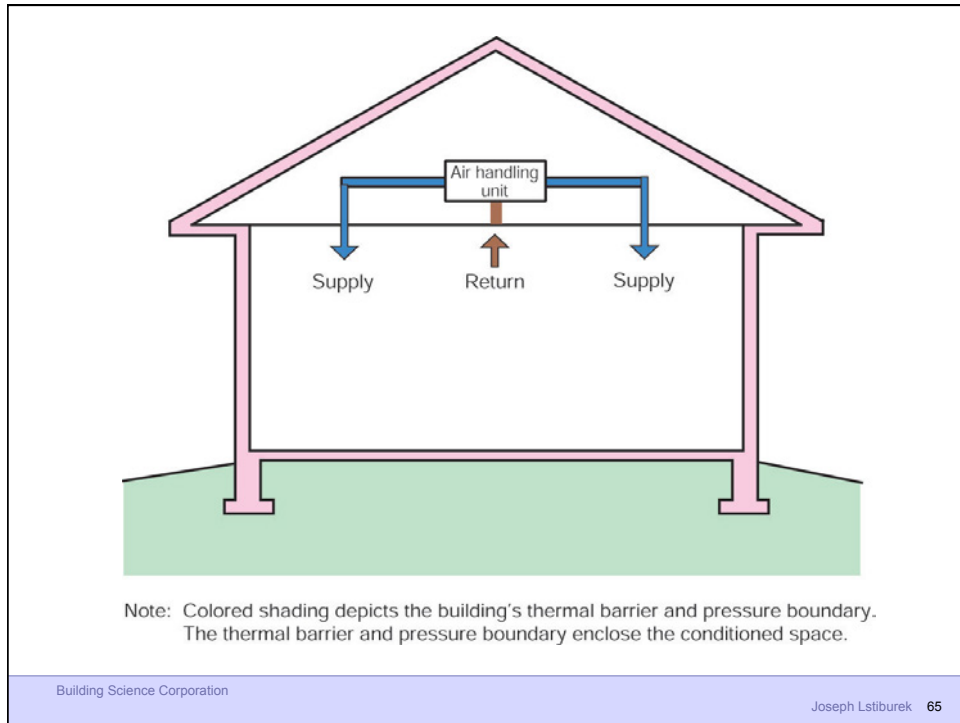 Air handling
unit
Supply
Return
Supply
Note: Colored shading depicts the building's thermal barrier and pressure boundary.
The thermal barrier and pressure boundary enclose the conditioned space.
Building Science Corporation
Joseph Lstiburek 65